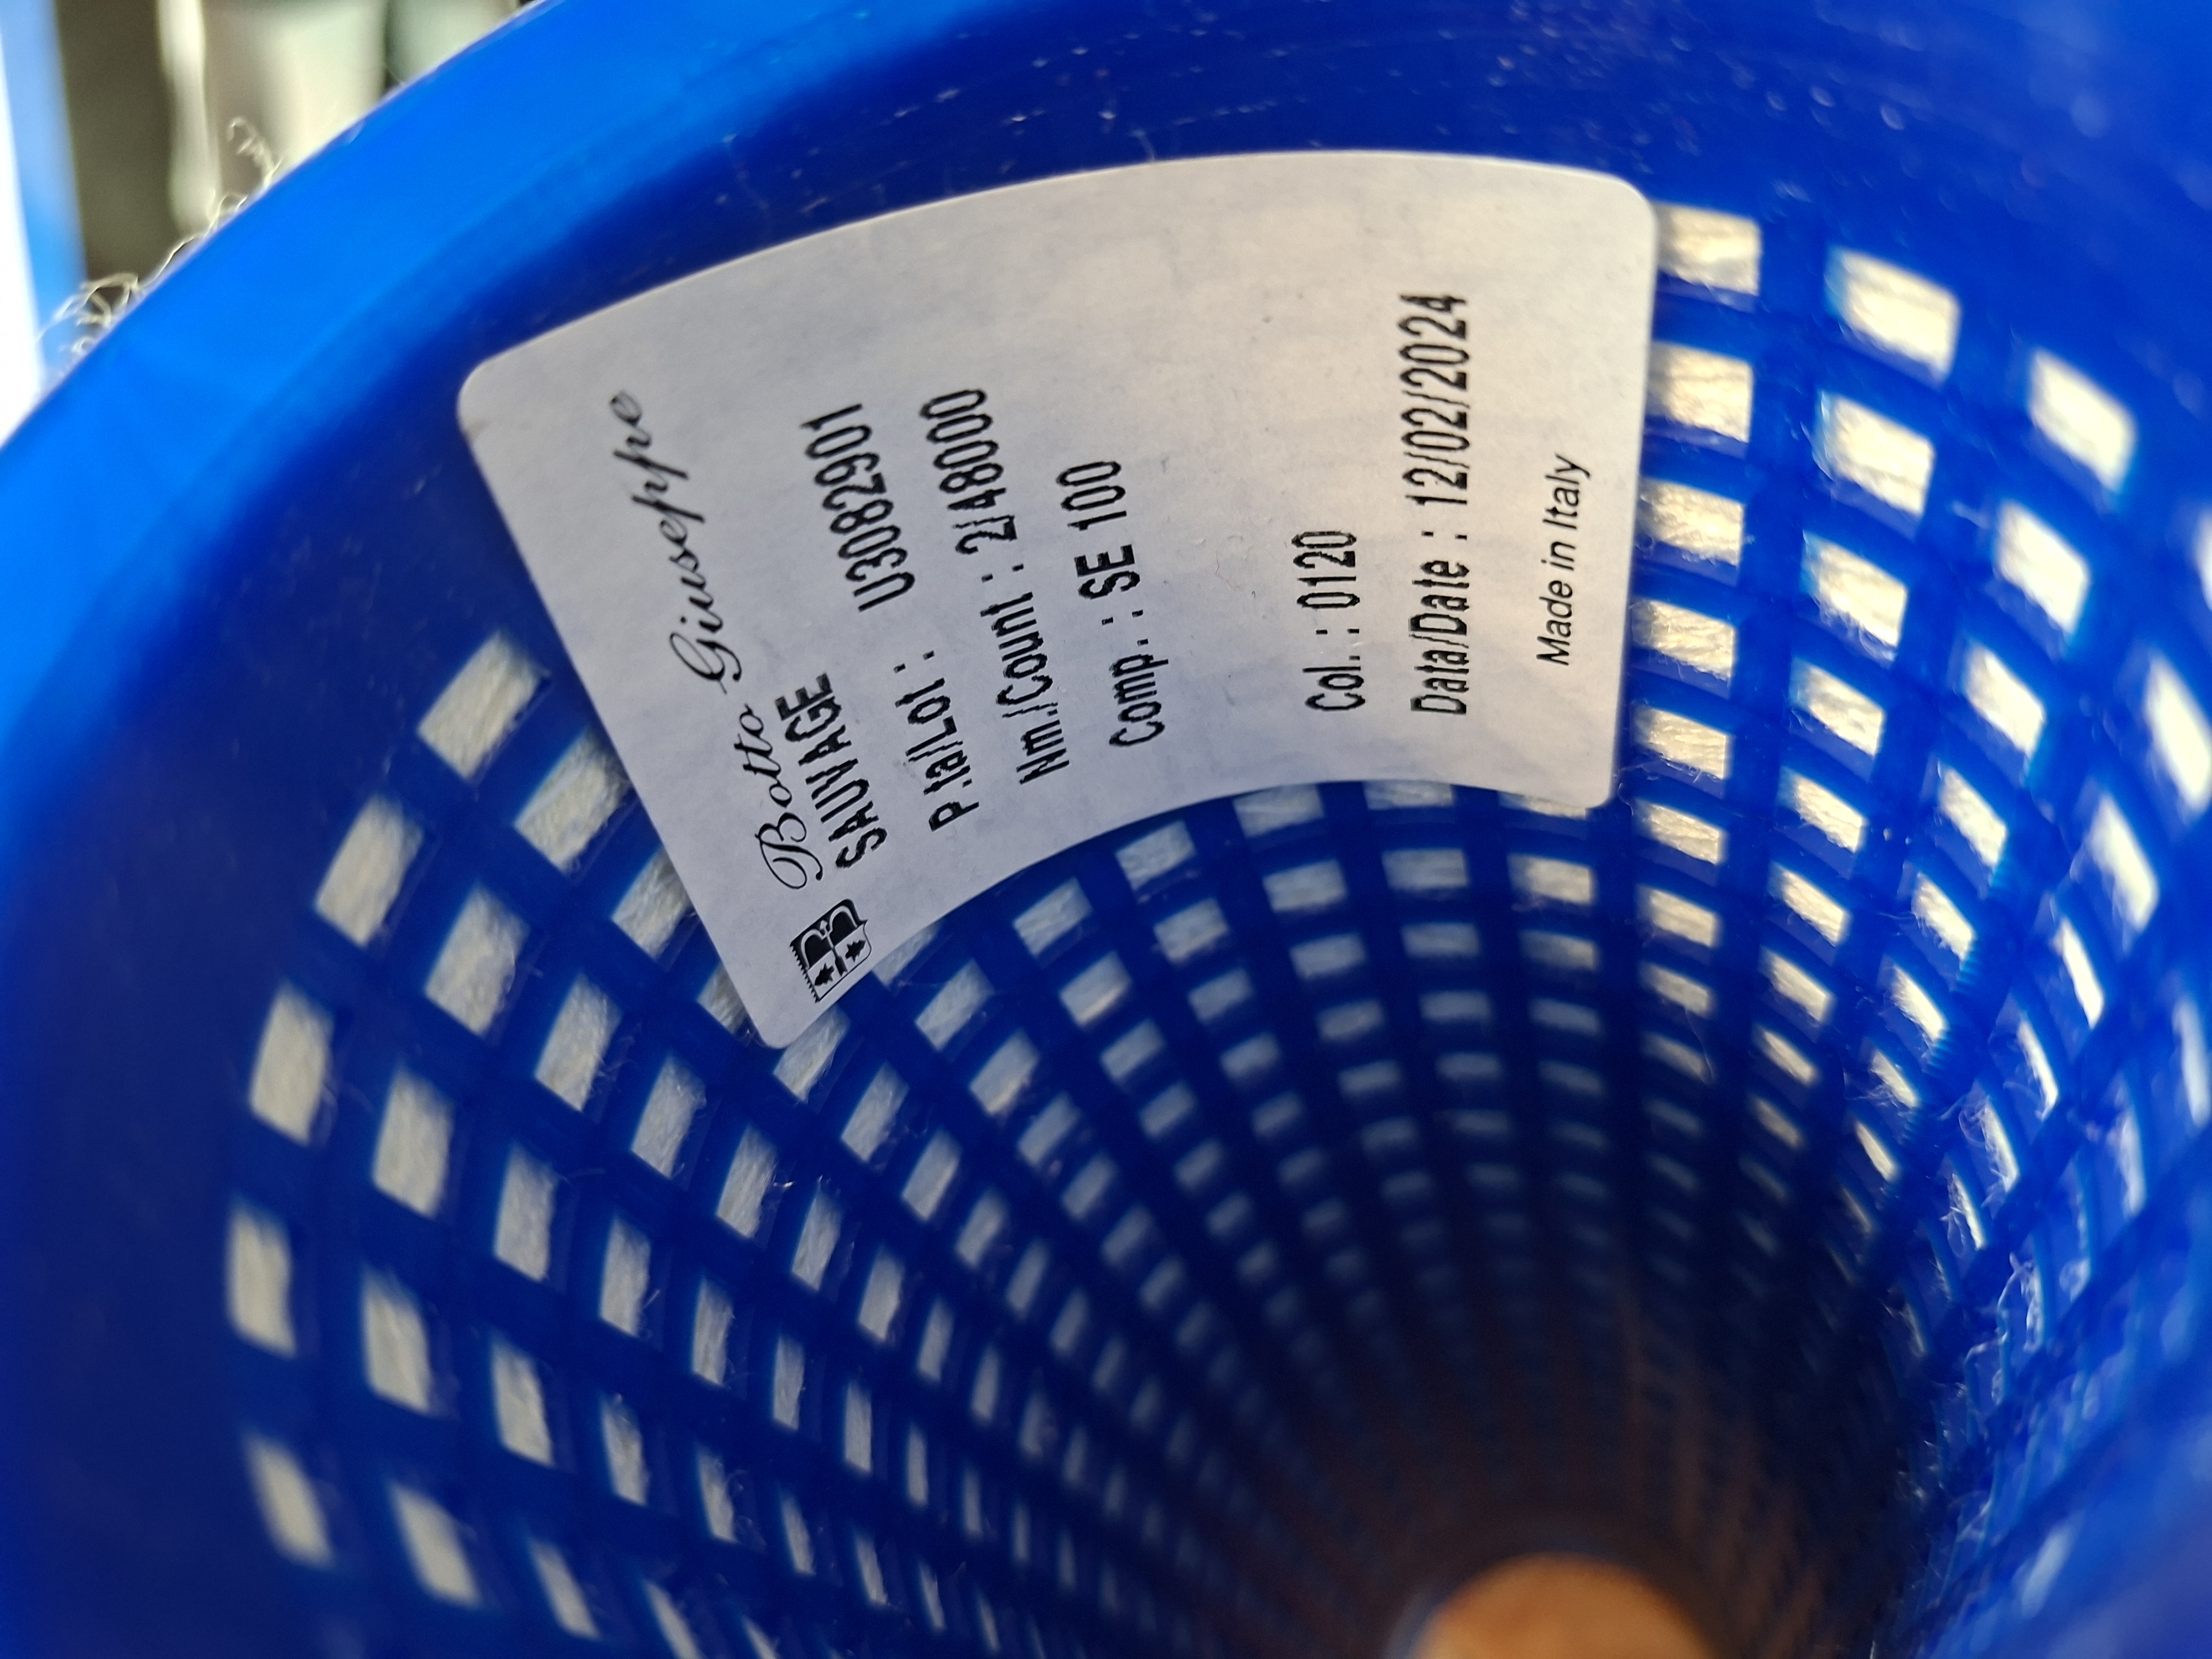 Botto Giuseppe
SAUVAGE
P.ta/Lot : U3082901
Nm./Count : 2/48000
Comp. : SE 100
Col. : 0120
Data/Date : 12/02/2024
Made in Italy